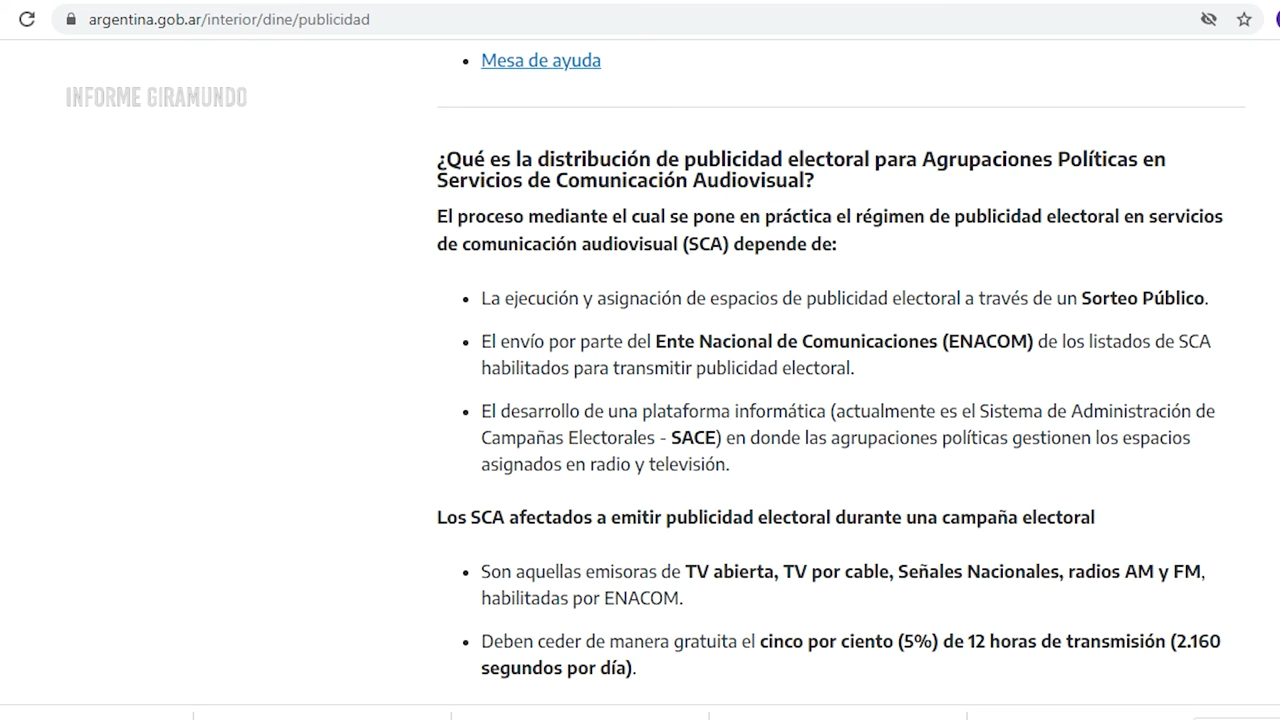 argentina.gob.ar/interior/dine/publicidad
Mesa de ayuda
INFORME GIRAMUNDO
¿Qué es la distribución de publicidad electoral para Agrupaciones Políticas en
Servicios de Comunicación Audiovisual?
El proceso mediante el cual se pone en práctica el régimen de publicidad electoral en servicios
de comunicación audiovisual (SCA) depende de:
La ejecución y asignación de espacios de publicidad electoral a través de un Sorteo Público.
El envío por parte del Ente Nacional de Comunicaciones (ENACOM) de los listados de SCA
habilitados para transmitir publicidad electoral.
El desarrollo de una plataforma informática (actualmente es el Sistema de Administración de
Campañas Electorales - SACE) en donde las agrupaciones políticas gestionen los espacios
asignados en radio y televisión.
Los SCA afectados a emitir publicidad electoral durante una campaña electoral
Son aquellas emisoras de TV abierta, TV por cable, Señales Nacionales, radios AM y FM,
habilitadas por ENACOM.
Deben ceder de manera gratuita el cinco por ciento (5%) de 12 horas de transmisión (2.160
segundos por día).